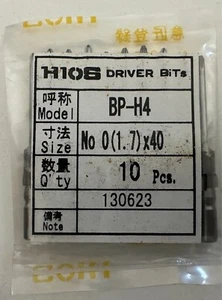 HIOS DRIVER BiTS
呼称 Model BP-H4
寸法 Size No 0(1.7)x40
数量 Q'ty 10 Pcs.
130623
備考 Note